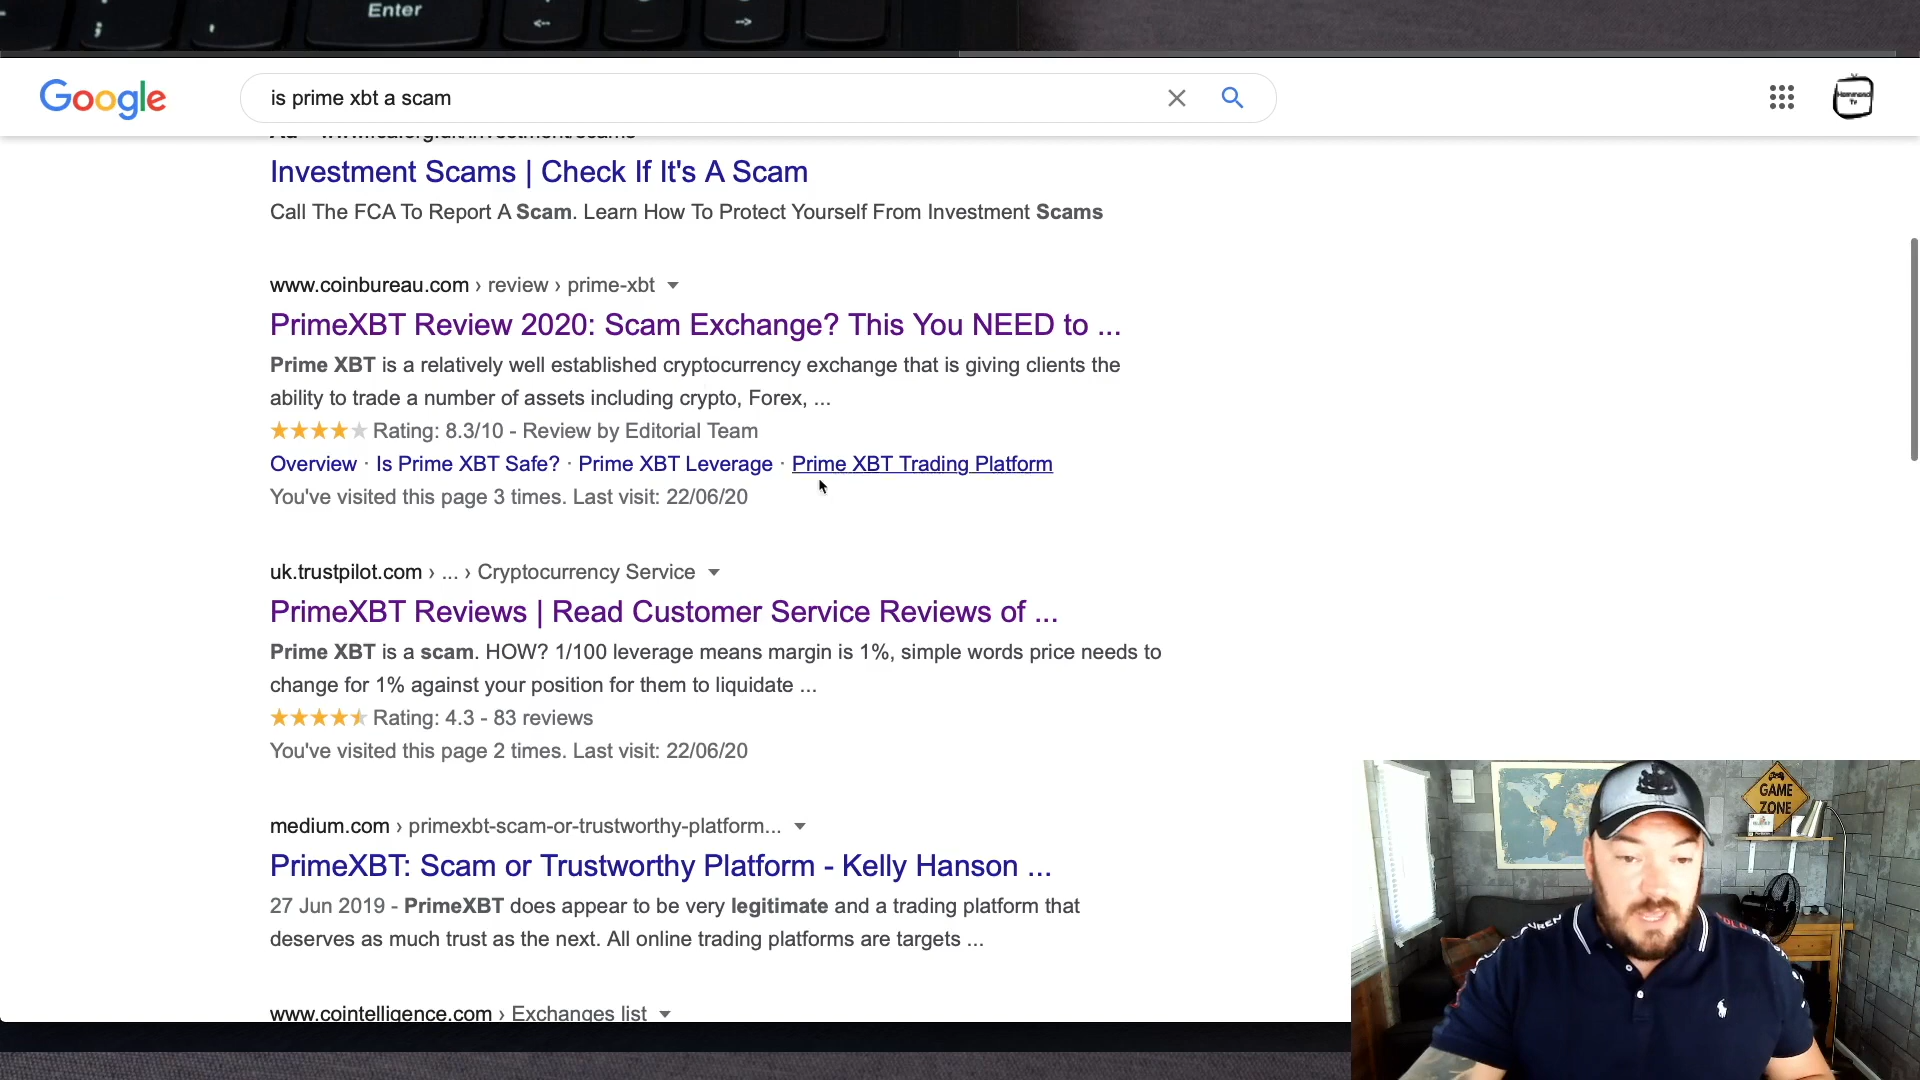 Enter
Google
is prime xbt a scam
Investment Scams | Check If It's A Scam
Call The FCA To Report A Scam. Learn How To Protect Yourself From Investment Scams
www.coinbureau.com › review › prime-xbt
PrimeXBT Review 2020: Scam Exchange? This You NEED to ...
Prime XBT is a relatively well established cryptocurrency exchange that is giving clients the
ability to trade a number of assets including crypto, Forex, ...
Rating: 8.3/10 - Review by Editorial Team
Overview · Is Prime XBT Safe? · Prime XBT Leverage · Prime XBT Trading Platform
You've visited this page 3 times. Last visit: 22/06/20
uk.trustpilot.com › ... › Cryptocurrency Service
PrimeXBT Reviews | Read Customer Service Reviews of ...
Prime XBT is a scam. HOW? 1/100 leverage means margin is 1%, simple words price needs to
change for 1% against your position for them to liquidate ...
Rating: 4.3 - 83 reviews
You've visited this page 2 times. Last visit: 22/06/20
medium.com › primexbt-scam-or-trustworthy-platform...
PrimeXBT: Scam or Trustworthy Platform - Kelly Hanson ...
27 Jun 2019 - PrimeXBT does appear to be very legitimate and a trading platform that
deserves as much trust as the next. All online trading platforms are targets ...
www.cointelligence.com › Exchanges list
GAME
ZONE